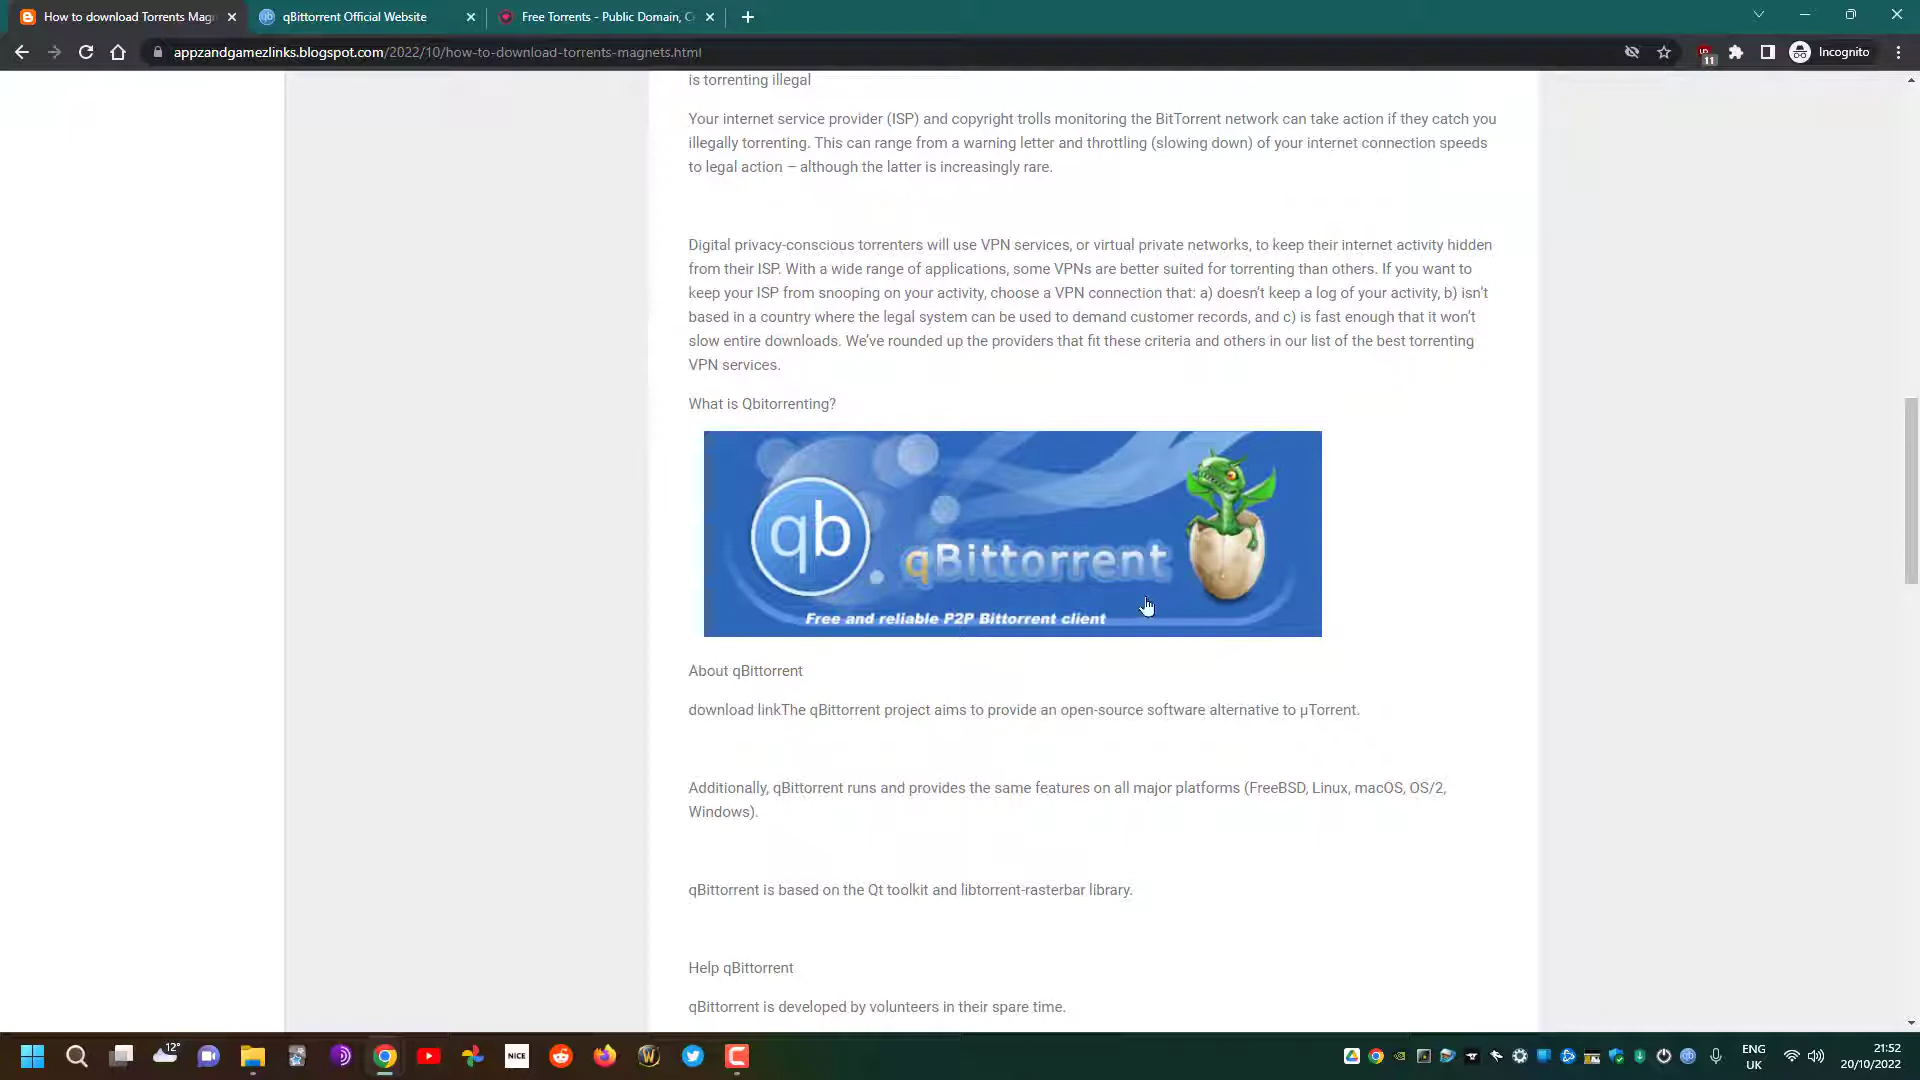 How to download Torrents Magn
qBittorrent Official Website
Free Torrents - Public Domain, C
appzandgamezlinks.blogspot.com/2022/10/how-to-download-torrents-magnets.html
11
Incognito
is torrenting illegal
Your internet service provider (ISP) and copyright trolls monitoring the BitTorrent network can take action if they catch you
illegally torrenting. This can range from a warning letter and throttling (slowing down) of your internet connection speeds
to legal action – although the latter is increasingly rare.
Digital privacy-conscious torrenters will use VPN services, or virtual private networks, to keep their internet activity hidden
from their ISP. With a wide range of applications, some VPNs are better suited for torrenting than others. If you want to
keep your ISP from snooping on your activity, choose a VPN connection that: a) doesn't keep a log of your activity, b) isn't
based in a country where the legal system can be used to demand customer records, and c) is fast enough that it won't
slow entire downloads. We've rounded up the providers that fit these criteria and others in our list of the best torrenting
VPN services.
What is Qbitorrenting?
qb
qBittorrent
Free and reliable P2P Bittorrent client
About qBittorrent
download linkThe qBittorrent project aims to provide an open-source software alternative to µTorrent.
Additionally, qBittorrent runs and provides the same features on all major platforms (FreeBSD, Linux, macOS, OS/2,
Windows).
qBittorrent is based on the Qt toolkit and libtorrent-rasterbar library.
Help qBittorrent
qBittorrent is developed by volunteers in their spare time.
12°
NICE
ENG
UK
21:52
20/10/2022